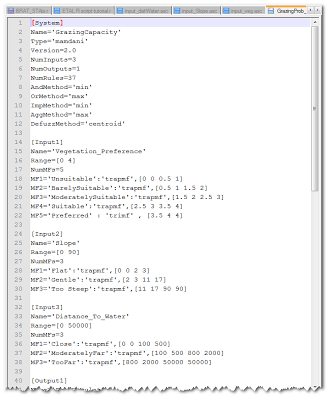 BRAT_STiler.r
ETAL R script tutorial.r
input_distWater.asc
input_Slope.asc
input_veg.asc
GrazingProb_
1 [System]
2 Name='GrazingCapacity'
3 Type='mamdani'
4 Version=2.0
5 NumInputs=3
6 NumOutputs=1
7 NumRules=37
8 AndMethod='min'
9 OrMethod='max'
10 ImpMethod='min'
11 AggMethod='max'
12 DefuzzMethod='centroid'
13
14 [Input1]
15 Name='Vegetation_Preference'
16 Range=[0 4]
17 NumMFs=5
18 MF1='Unsuitable':'trapmf',[0 0 0.5 1]
19 MF2='BarelySuitable':'trapmf',[0.5 1 1.5 2]
20 MF3='ModeratelySuitable':'trapmf',[1.5 2 2.5 3]
21 MF4='Suitable':'trapmf',[2.5 3 3.5 4]
22 MF5='Preferred' : 'trimf' , [3.5 4 4]
23
24 [Input2]
25 Name='Slope'
26 Range=[0 90]
27 NumMFs=3
28 MF1='Flat':'trapmf',[0 0 2 3]
29 MF2='Gentle':'trapmf',[2 3 11 17]
30 MF3='Too Steep':'trapmf',[11 17 90 90]
31
32 [Input3]
33 Name='Distance_To_Water'
34 Range=[0 50000]
35 NumMFs=3
36 MF1='Close':'trapmf',[0 0 100 500]
37 MF2='ModeratelyFar':'trapmf',[100 500 800 2000]
38 MF3='TooFar':'trapmf',[800 2000 50000 50000]
39
40 [Output1]